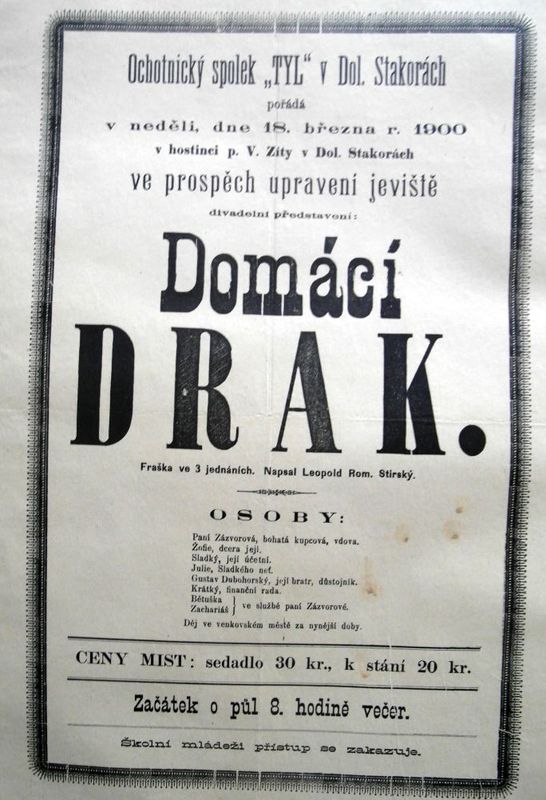 Ochotnický spolek „TYL“ v Dol. Stakorách
pořádá
v neděli, dne 18. března r. 1900
v hostinci p. V. Zity v Dol. Stakorách
ve prospěch upravení jeviště
divadelní představení:
Domácí
DRAK.
Fraška ve 3 jednáních. Napsal Leopold Rom. Stirský.
OSOBY:
Paní Zázvorová, bohatá kupcová, vdova.
Žofie, dcera její.
Sladký, její účetní.
Julie, Sladkého neť.
Gustav Dubohorský, její bratr, důstojník.
Krátký, finanční rada.
Bětuška
Zachariáš } ve službě paní Zázvorové.
Děj ve venkovském městě za nynější doby.
CENY MIST: sedadlo 30 kr., k stání 20 kr.
Začátek o půl 8. hodině večer.
Školní mládeži přístup se zakazuje.